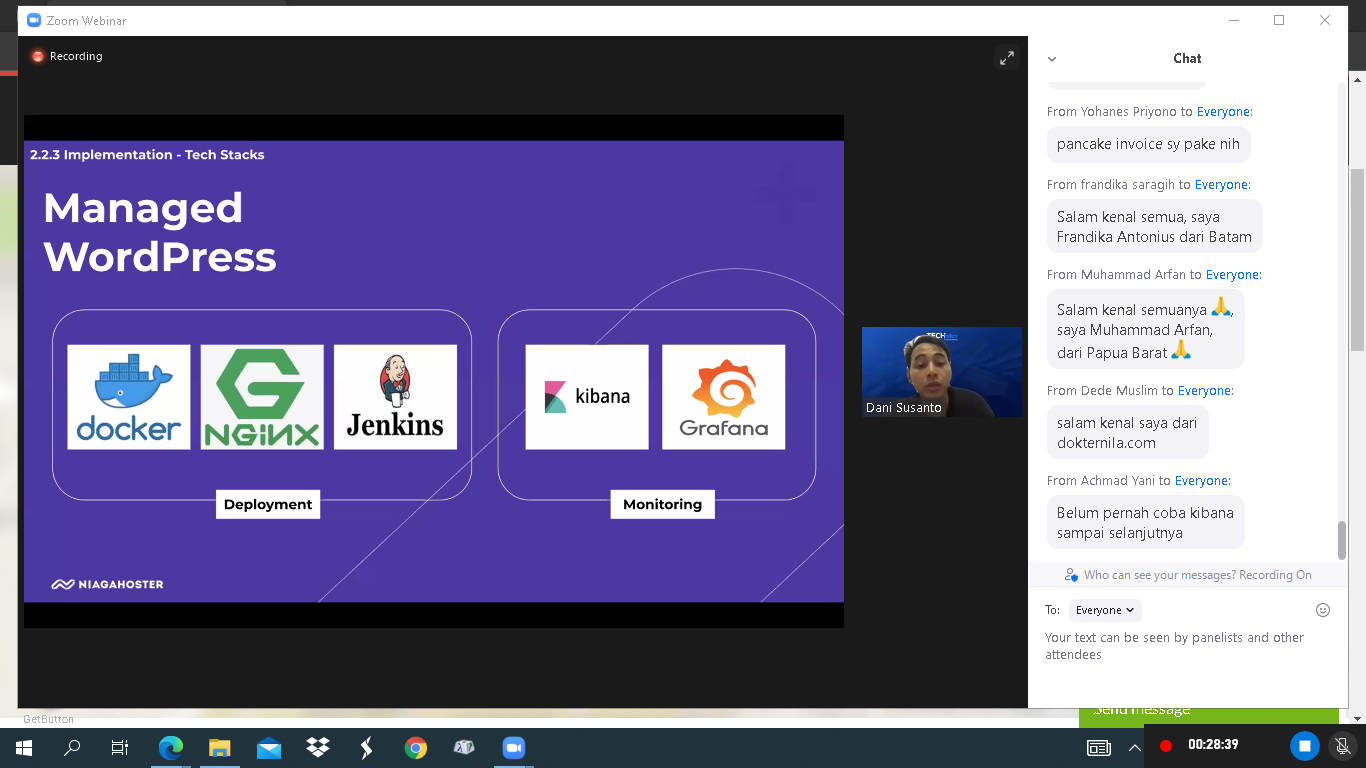 Zoom Webinar
Recording
2.2.3 Implementation - Tech Stacks
Managed
WordPress
docker
NGINX
Jenkins
Deployment
kibana
Grafana
Monitoring
NIAGAHOSTER
TECH
Dani Susanto
Chat
From Yohanes Priyono to Everyone:
pancake invoice sy pake nih
From frandika saragih to Everyone:
Salam kenal semua, saya
Frandika Antonius dari Batam
From Muhammad Arfan to Everyone:
Salam kenal semuanya 🙏,
saya Muhammad Arfan,
dari Papua Barat 🙏
From Dede Muslim to Everyone:
salam kenal saya dari
dokternila.com
From Achmad Yani to Everyone:
Belum pernah coba kibana
sampai selanjutnya
Who can see your messages? Recording On
To: Everyone
Your text can be seen by panelists and other
attendees
GetButton
Send message
00:28:39